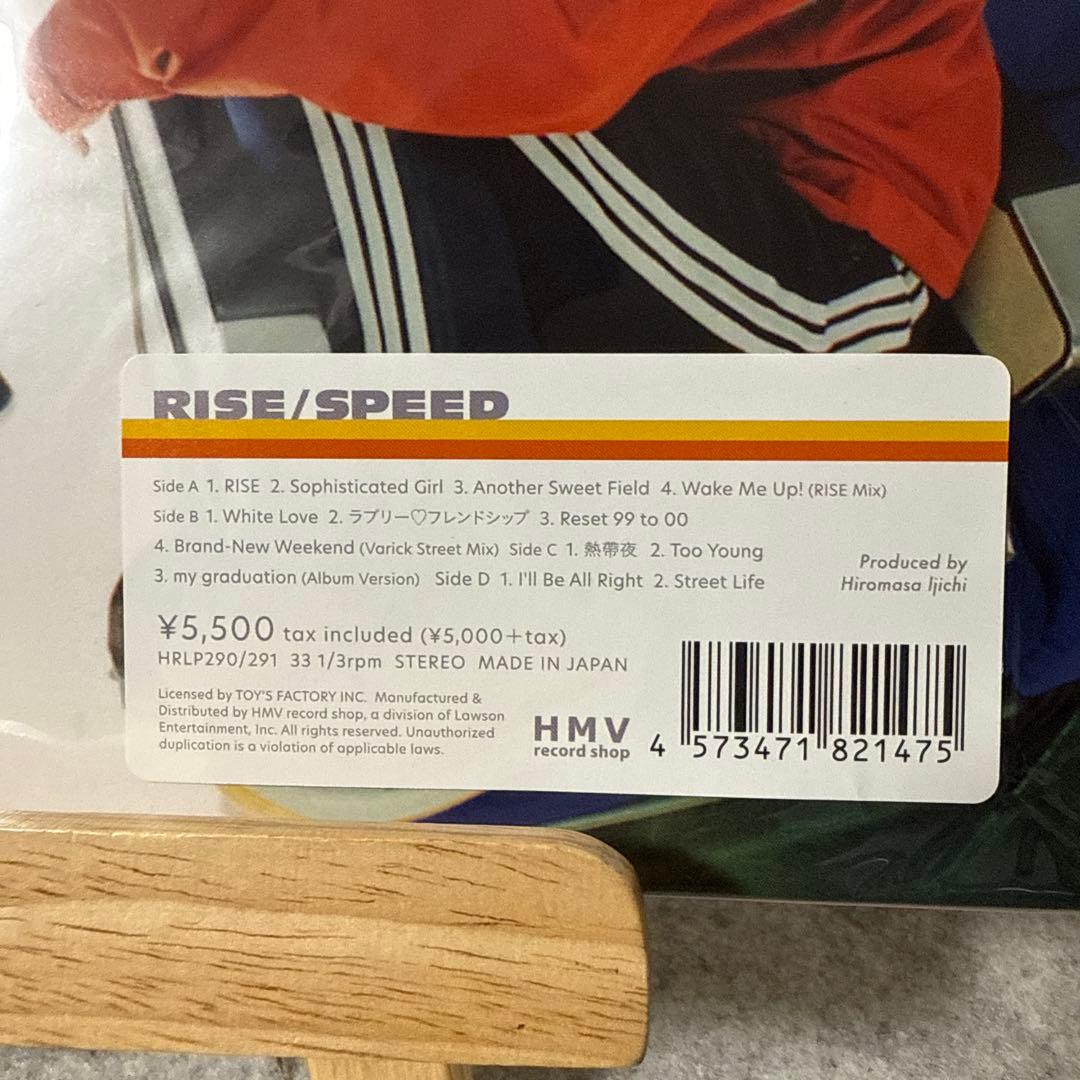 RISE/SPEED
Side A 1. RISE 2. Sophisticated Girl 3. Another Sweet Field 4. Wake Me Up! (RISE Mix)
Side B 1. White Love 2. ラブリー♡フレンドシップ 3. Reset 99 to 00
4. Brand-New Weekend (Varick Street Mix) Side C 1. 熱帯夜 2. Too Young
3. my graduation (Album Version) Side D 1. I'll Be All Right 2. Street Life
Produced by
Hiromasa Ijichi
¥5,500 tax included (¥5,000+tax)
HRLP290/291 33 1/3rpm STEREO MADE IN JAPAN
Licensed by TOY'S FACTORY INC. Manufactured &
Distributed by HMV record shop, a division of Lawson
Entertainment, Inc. All rights reserved. Unauthorized
duplication is a violation of applicable laws.
HMV
record shop
4 573471 821475